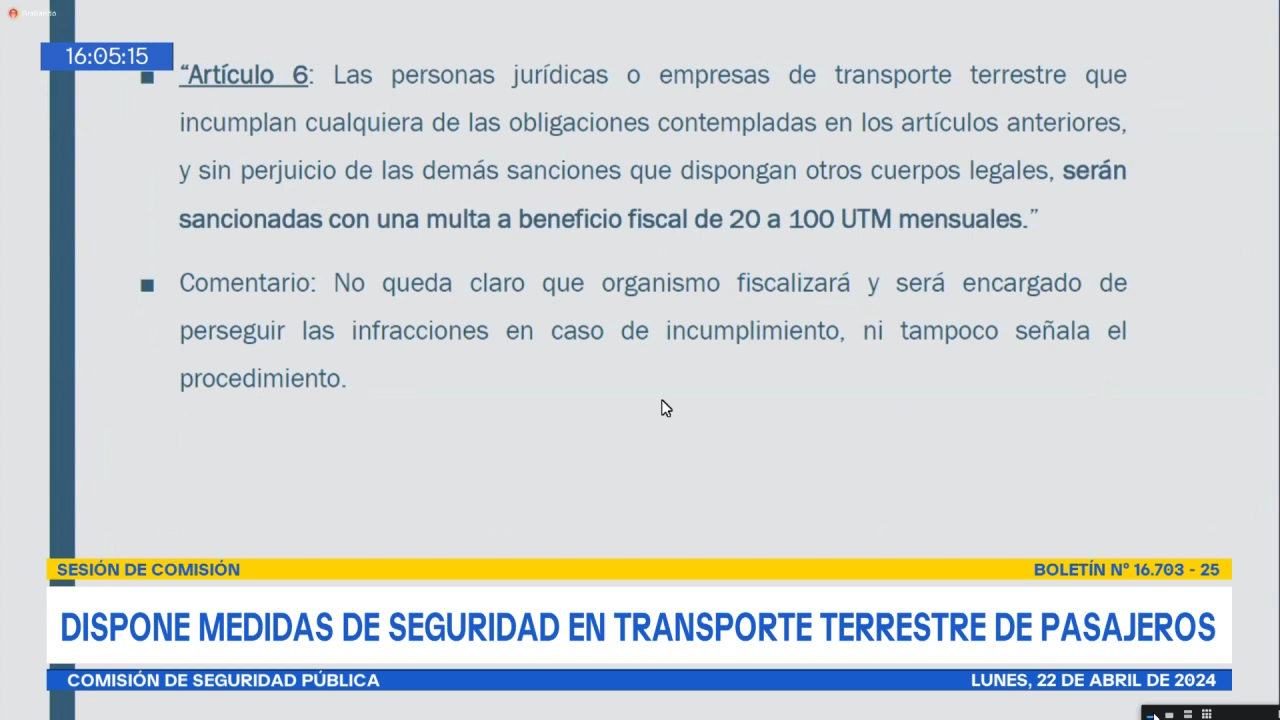 Grabando
16:05:15
“Artículo 6: Las personas jurídicas o empresas de transporte terrestre que
incumplan cualquiera de las obligaciones contempladas en los artículos anteriores,
y sin perjuicio de las demás sanciones que dispongan otros cuerpos legales, serán
sancionadas con una multa a beneficio fiscal de 20 a 100 UTM mensuales.”
Comentario: No queda claro que organismo fiscalizará y será encargado de
perseguir las infracciones en caso de incumplimiento, ni tampoco señala el
procedimiento.
SESIÓN DE COMISIÓN
BOLETÍN N° 16.703 - 25
DISPONE MEDIDAS DE SEGURIDAD EN TRANSPORTE TERRESTRE DE PASAJEROS
COMISIÓN DE SEGURIDAD PÚBLICA
LUNES, 22 DE ABRIL DE 2024